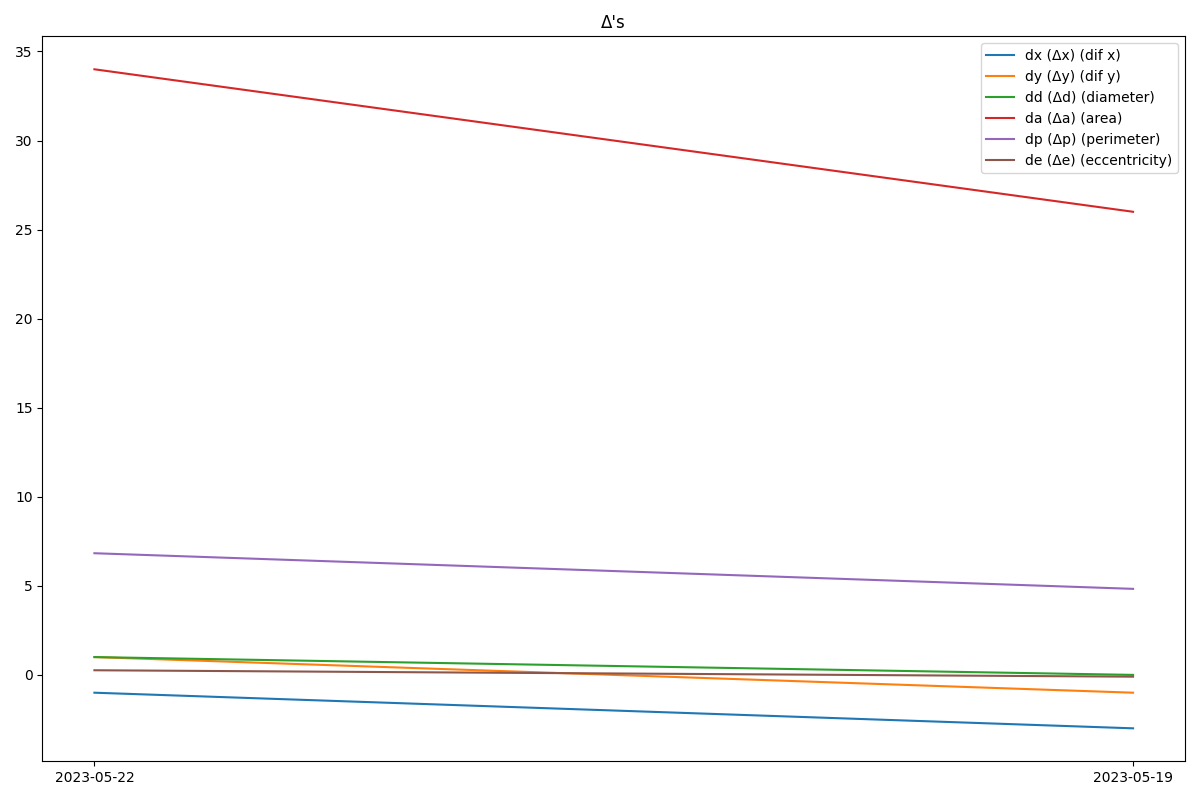 Δ's
35
30
25
20
15
10
5
0
dx (Δx) (dif x)
dy (Δy) (dif y)
dd (Δd) (diameter)
da (Δa) (area)
dp (Δp) (perimeter)
de (Δe) (eccentricity)
2023-05-22
2023-05-19